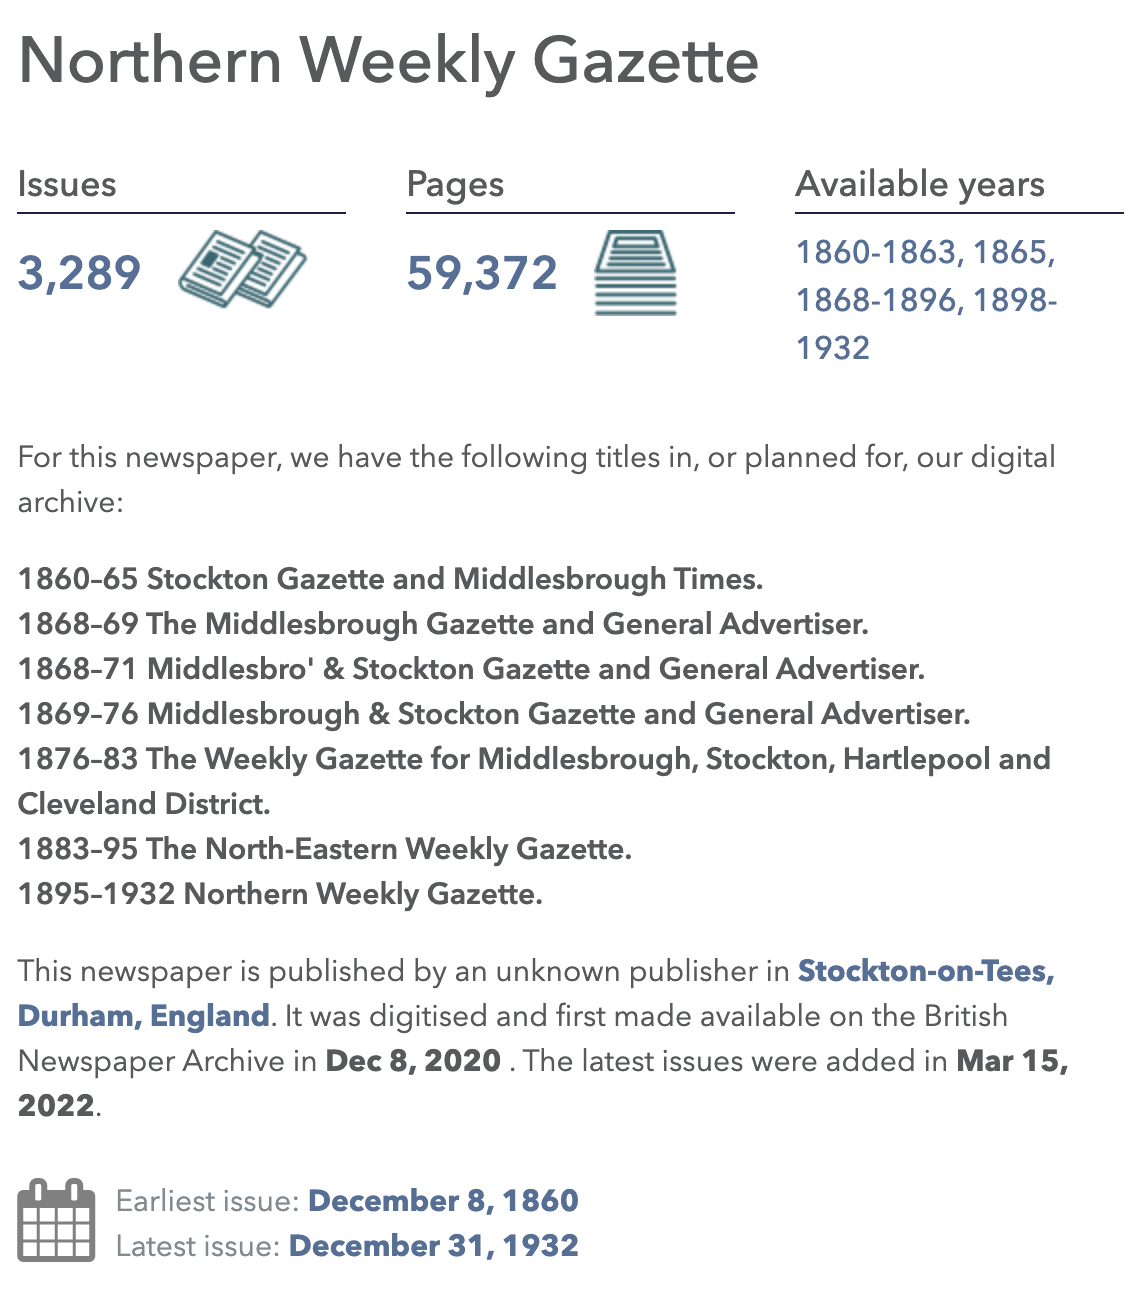 Northern Weekly Gazette
Issues
3,289
Pages
59,372
Available years
1860-1863, 1865,
1868-1896, 1898-
1932
For this newspaper, we have the following titles in, or planned for, our digital
archive:
1860–65 Stockton Gazette and Middlesbrough Times.
1868–69 The Middlesbrough Gazette and General Advertiser.
1868–71 Middlesbro' & Stockton Gazette and General Advertiser.
1869–76 Middlesbrough & Stockton Gazette and General Advertiser.
1876–83 The Weekly Gazette for Middlesbrough, Stockton, Hartlepool and
Cleveland District.
1883–95 The North-Eastern Weekly Gazette.
1895–1932 Northern Weekly Gazette.
This newspaper is published by an unknown publisher in Stockton-on-Tees,
Durham, England. It was digitised and first made available on the British
Newspaper Archive in Dec 8, 2020 . The latest issues were added in Mar 15,
2022.
Earliest issue: December 8, 1860
Latest issue: December 31, 1932